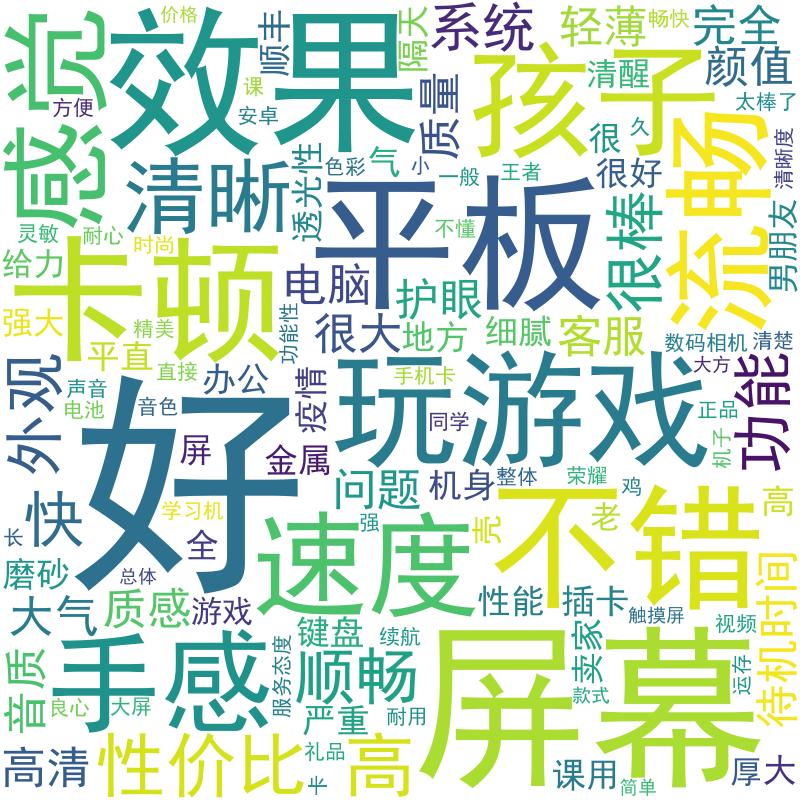 价格
感觉
效果
顺丰
隔天
系统
轻薄
畅快
完全
孩子
清醒
颜值
方便
课
安卓
质量
很
久
太棒了
流畅
清晰
透光性
色彩
气
小
一般
王者
很好
清晰度
平板
很棒
男朋友
灵敏
耐心
时尚
不懂
给力
卡顿
电脑
护眼
强大
精美
功能性
很大
地方
细腻
客服
数码相机
清楚
平直
直接
外观
声音
办公
疫情
手机卡
玩游戏
大方
功能
电池
音色
好
同学
正品
屏
金属
机子
问题
机身
整体
荣耀
鸡
快
学习机
强
壳
不错
老
高
长
全
速度
磨砂
总体
性能
插卡
待机时间
大气
质感
游戏
触摸屏
视频
键盘
续航
卖家
音质
手感
服务态度
顺畅
屏幕
运存
良心
大屏
严重
耐用
款式
高清
性价比
礼品
高
课用
厚大
半
简单